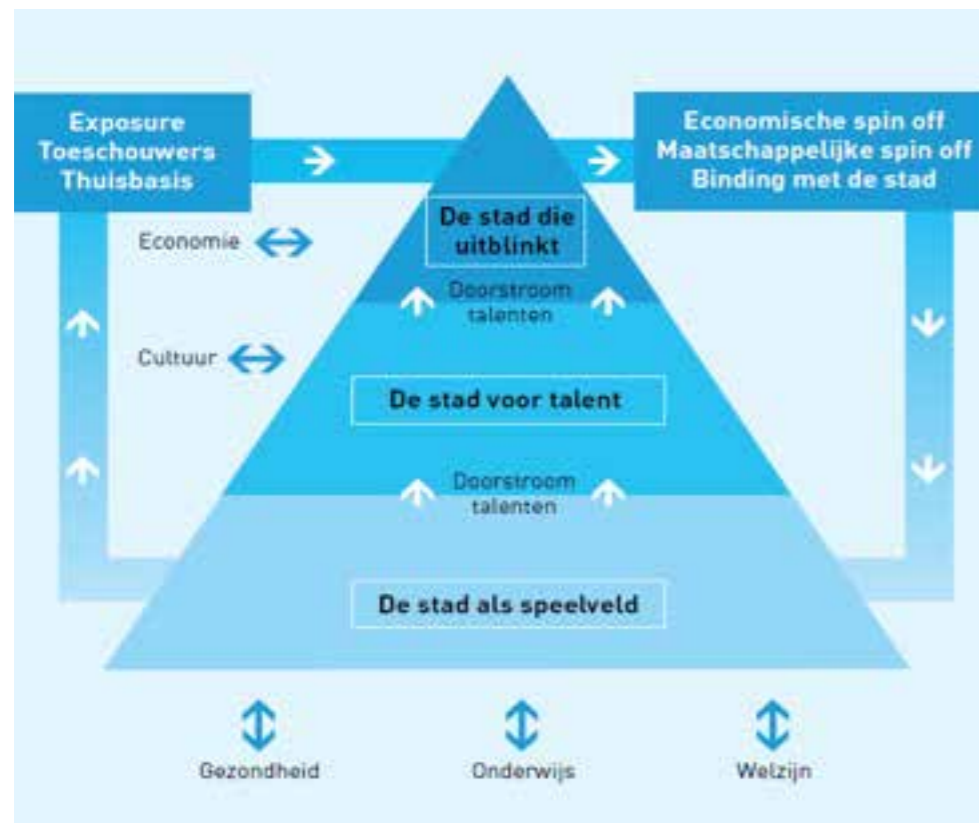 Exposure
Toeschouwers
Thuisbasis
Economische spin off
Maatschappelijke spin off
Binding met de stad
De stad die
uitblinkt
Economie
Doorstroom
talenten
Cultuur
De stad voor talent
Doorstroom
talenten
De stad als speelveld
Gezondheid
Onderwijs
Welzijn